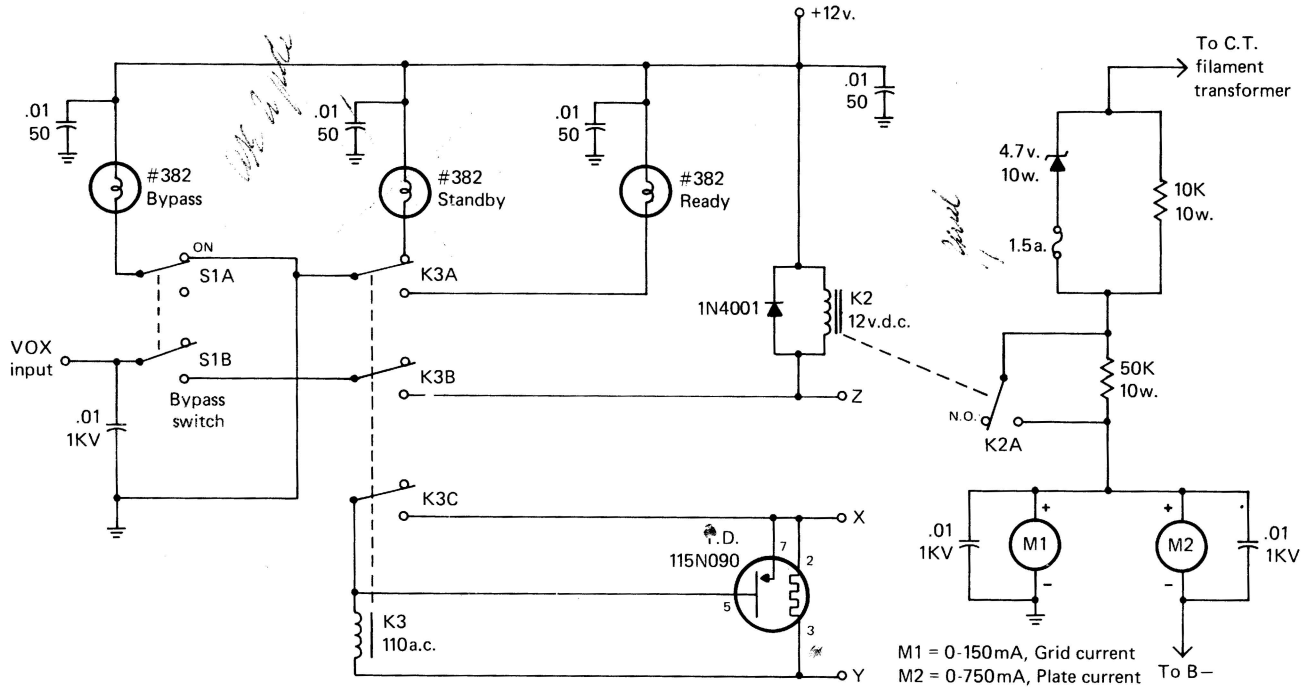 +12v.
To C.T.
filament
transformer
.01
50
.01
50
.01
50
.01
50
#382
Bypass
#382
Standby
#382
Ready
4.7v.
10w.
10K
10w.
1.5a.
ON
S1A
K3A
1N4001
K2
12v.d.c.
VOX
input
S1B
K3B
50K
10w.
Bypass
switch
Z
N.O.
K2A
.01
1KV
K3C
X
.D.
115N090
7
2
5
3
.01
1KV
+
M1
−
+
M2
−
.01
1KV
K3
110a.c.
Y
M1 = 0-150mA, Grid current
M2 = 0-750mA, Plate current
To B−